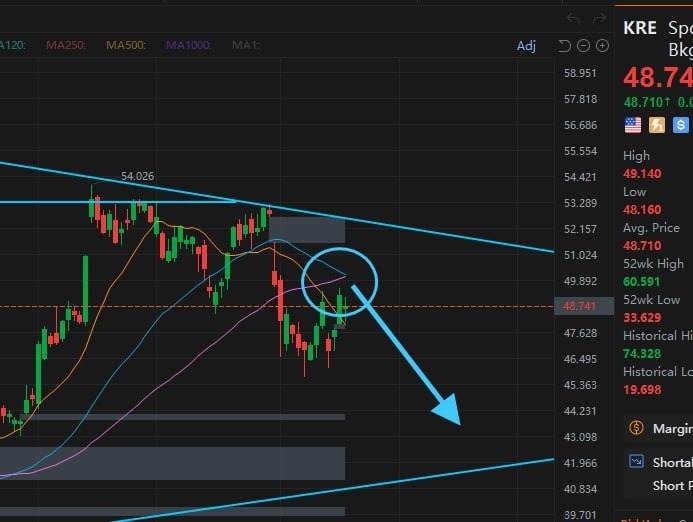 A120: MA250: MA500: MA1000: MA1:
Adj
54.026
58.951
57.818
56.686
55.554
54.421
53.289
52.157
51.024
49.892
48.741
47.628
46.495
45.363
44.231
43.098
41.966
40.834
39.701
KRE
Bkg
48.74
48.710↑ 0.0
High
49.140
Low
48.160
Avg. Price
48.710
52wk High
60.591
52wk Low
33.629
Historical Hi
74.328
Historical Lo
19.698
Margin
Shortal
Short P